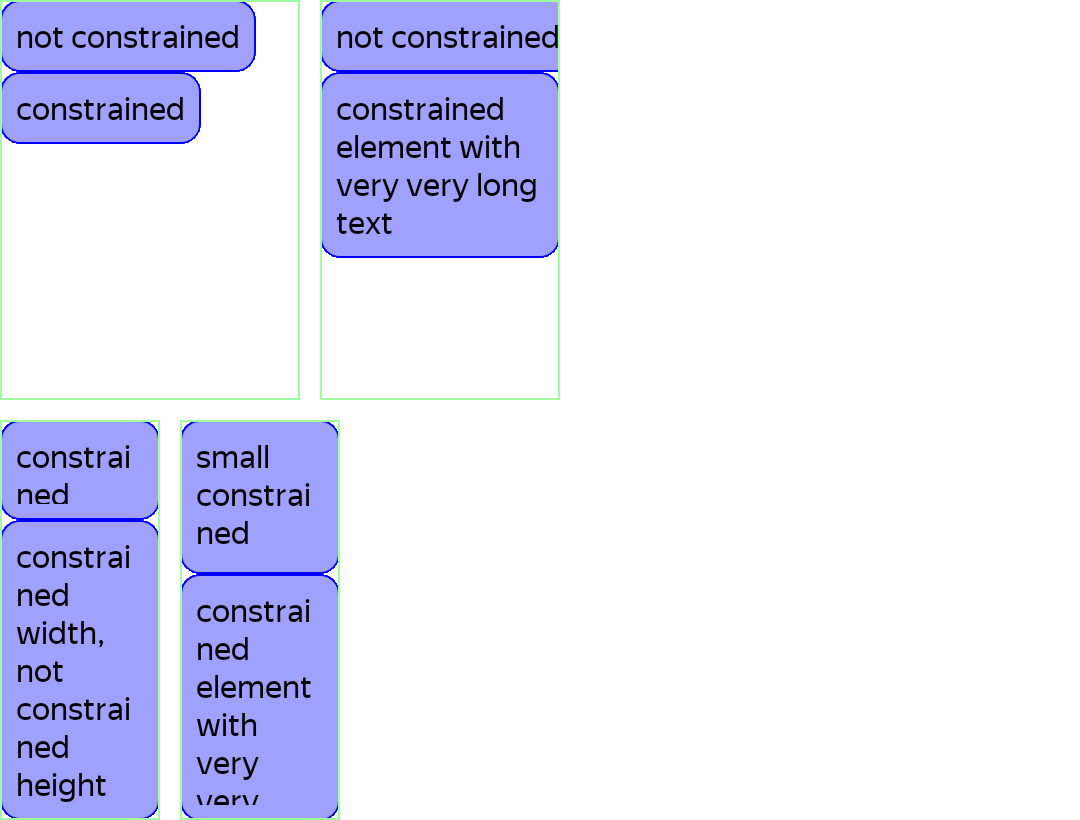 not constrained
constrained
not constrained
constrained
element with
very very long
text
constrai
ned
constrai
ned
width,
not
constrai
ned
height
small
constrai
ned
constrai
ned
element
with
very
very